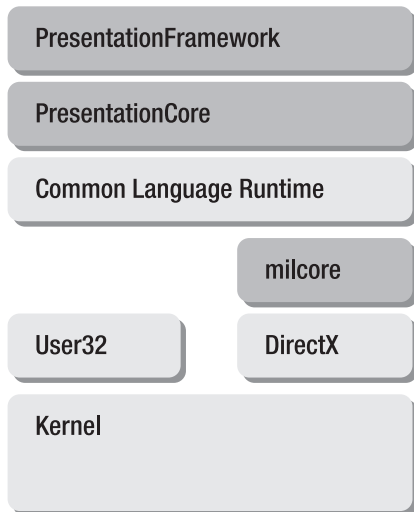 PresentationFramework
PresentationCore
Common Language Runtime
milcore
User32
DirectX
Kernel